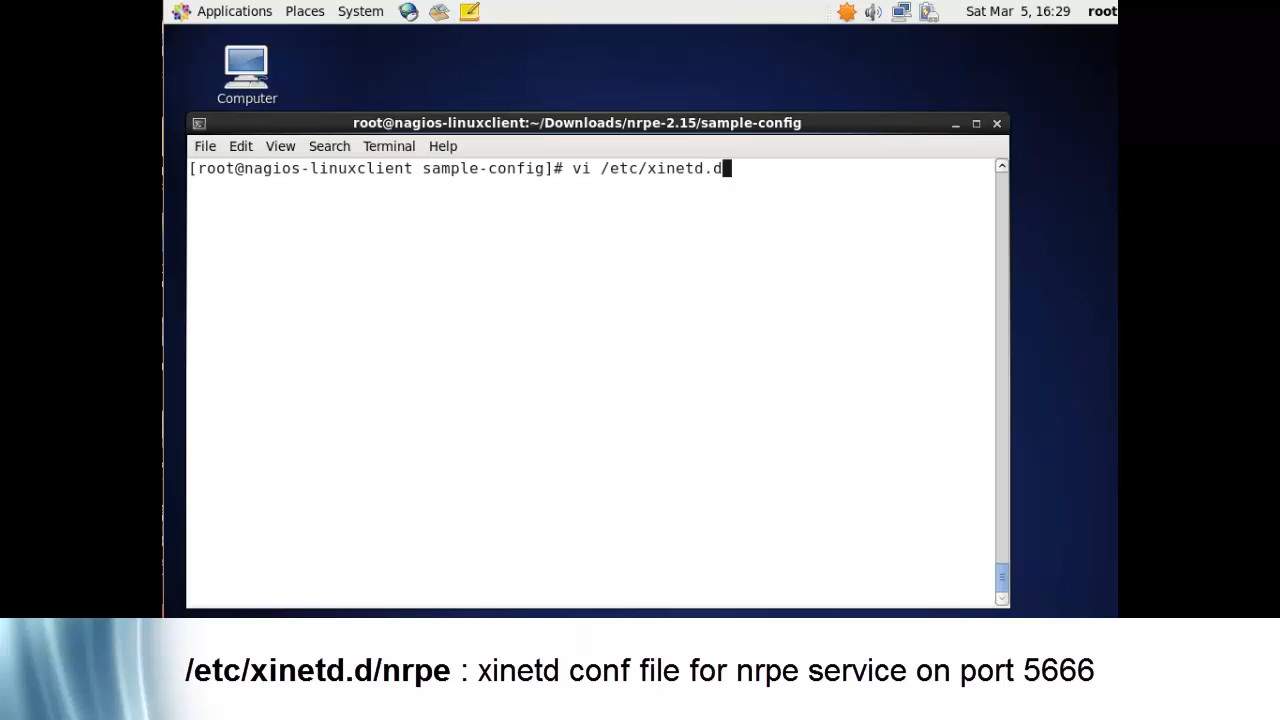 Applications Places System Sat Mar 5, 16:29 root
Computer
root@nagios-linuxclient:~/Downloads/nrpe-2.15/sample-config
File Edit View Search Terminal Help
[root@nagios-linuxclient sample-config]# vi /etc/xinetd.d
/etc/xinetd.d/nrpe : xinetd conf file for nrpe service on port 5666